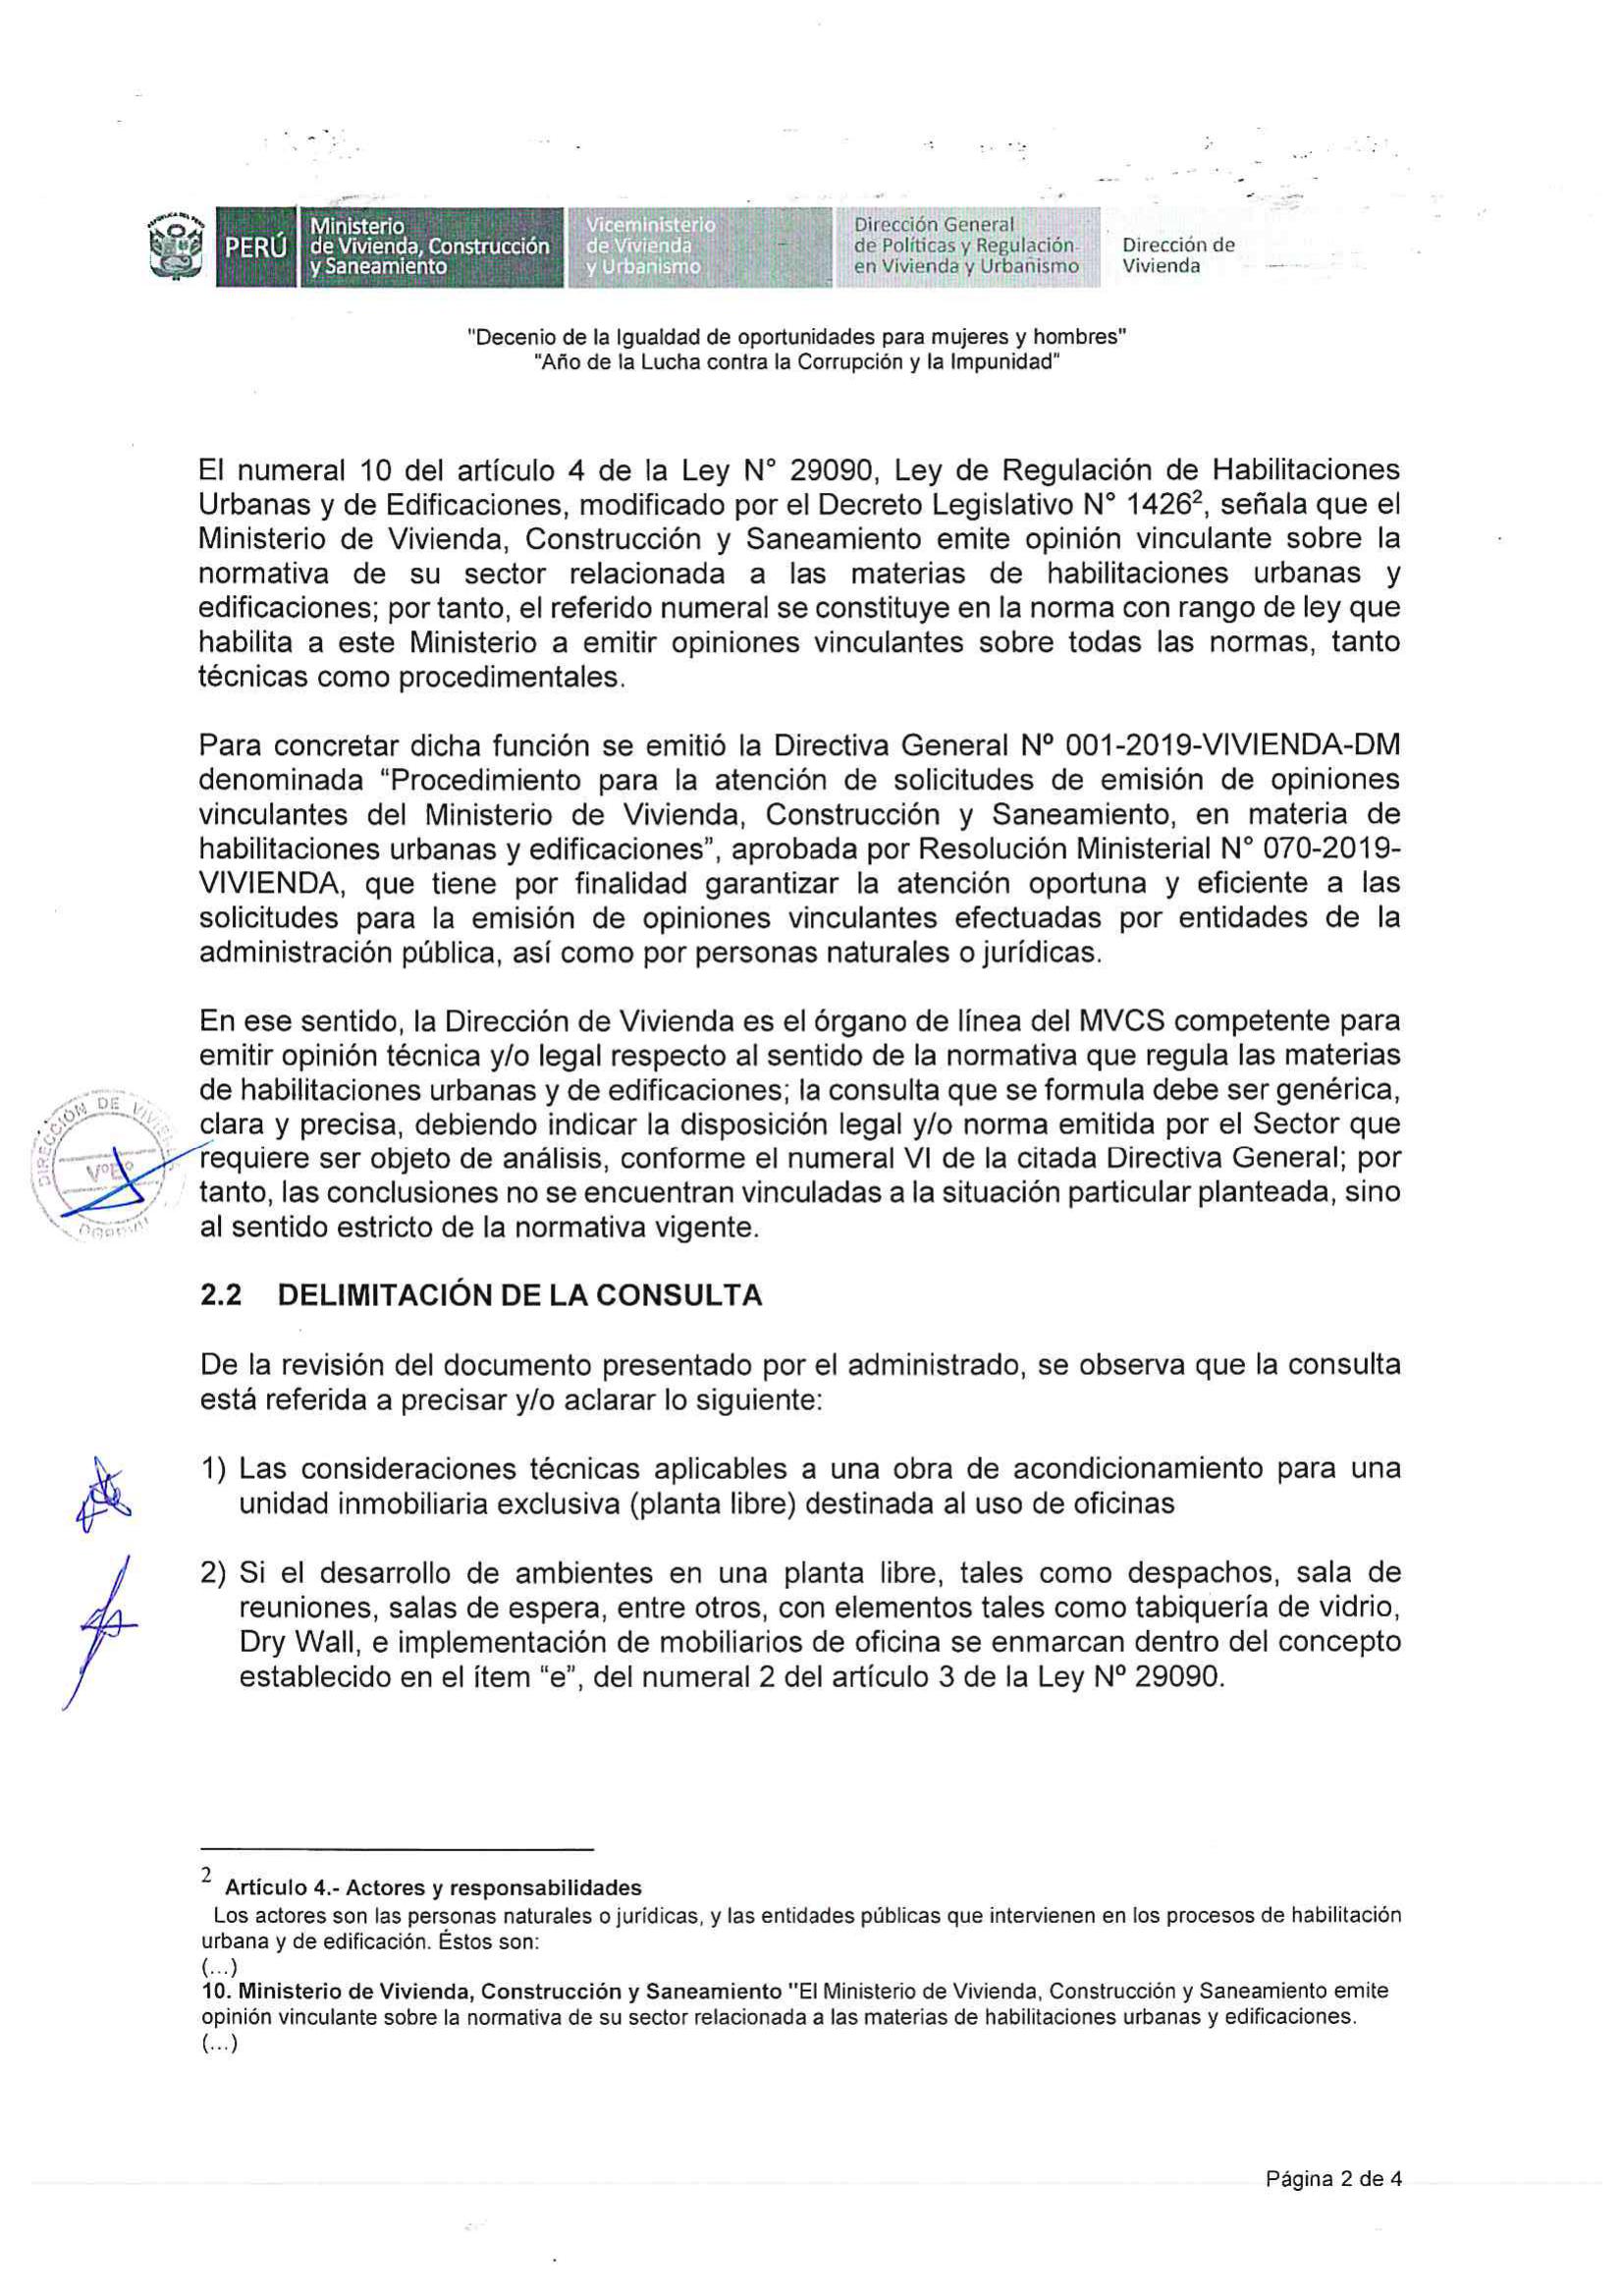 PERÚ
Ministerio
de Vivienda, Construcción
y Saneamiento
Viceministerio
de Vivienda
y Urbanismo
Dirección General
de Políticas y Regulación
en Vivienda y Urbanismo
Dirección de
Vivienda
"Decenio de la Igualdad de oportunidades para mujeres y hombres"
"Año de la Lucha contra la Corrupción y la Impunidad"
El numeral 10 del artículo 4 de la Ley N° 29090, Ley de Regulación de Habilitaciones
Urbanas y de Edificaciones, modificado por el Decreto Legislativo N° 1426², señala que el
Ministerio de Vivienda, Construcción y Saneamiento emite opinión vinculante sobre la
normativa de su sector relacionada a las materias de habilitaciones urbanas y
edificaciones; por tanto, el referido numeral se constituye en la norma con rango de ley que
habilita a este Ministerio a emitir opiniones vinculantes sobre todas las normas, tanto
técnicas como procedimentales.
Para concretar dicha función se emitió la Directiva General Nº 001-2019-VIVIENDA-DM
denominada “Procedimiento para la atención de solicitudes de emisión de opiniones
vinculantes del Ministerio de Vivienda, Construcción y Saneamiento, en materia de
habilitaciones urbanas y edificaciones”, aprobada por Resolución Ministerial N° 070-2019-
VIVIENDA, que tiene por finalidad garantizar la atención oportuna y eficiente a las
solicitudes para la emisión de opiniones vinculantes efectuadas por entidades de la
administración pública, así como por personas naturales o jurídicas.
En ese sentido, la Dirección de Vivienda es el órgano de línea del MVCS competente para
emitir opinión técnica y/o legal respecto al sentido de la normativa que regula las materias
de habilitaciones urbanas y de edificaciones; la consulta que se formula debe ser genérica,
clara y precisa, debiendo indicar la disposición legal y/o norma emitida por el Sector que
requiere ser objeto de análisis, conforme el numeral VI de la citada Directiva General; por
tanto, las conclusiones no se encuentran vinculadas a la situación particular planteada, sino
al sentido estricto de la normativa vigente.
DIRECCIÓN DE
VºBº
2.2 DELIMITACIÓN DE LA CONSULTA
De la revisión del documento presentado por el administrado, se observa que la consulta
está referida a precisar y/o aclarar lo siguiente:
1) Las consideraciones técnicas aplicables a una obra de acondicionamiento para una
unidad inmobiliaria exclusiva (planta libre) destinada al uso de oficinas
2) Si el desarrollo de ambientes en una planta libre, tales como despachos, sala de
reuniones, salas de espera, entre otros, con elementos tales como tabiquería de vidrio,
Dry Wall, e implementación de mobiliarios de oficina se enmarcan dentro del concepto
establecido en el ítem “e”, del numeral 2 del artículo 3 de la Ley Nº 29090.
2 Artículo 4.- Actores y responsabilidades
Los actores son las personas naturales o jurídicas, y las entidades públicas que intervienen en los procesos de habilitación
urbana y de edificación. Éstos son:
(...)
10. Ministerio de Vivienda, Construcción y Saneamiento "El Ministerio de Vivienda, Construcción y Saneamiento emite
opinión vinculante sobre la normativa de su sector relacionada a las materias de habilitaciones urbanas y edificaciones.
(...)
Página 2 de 4